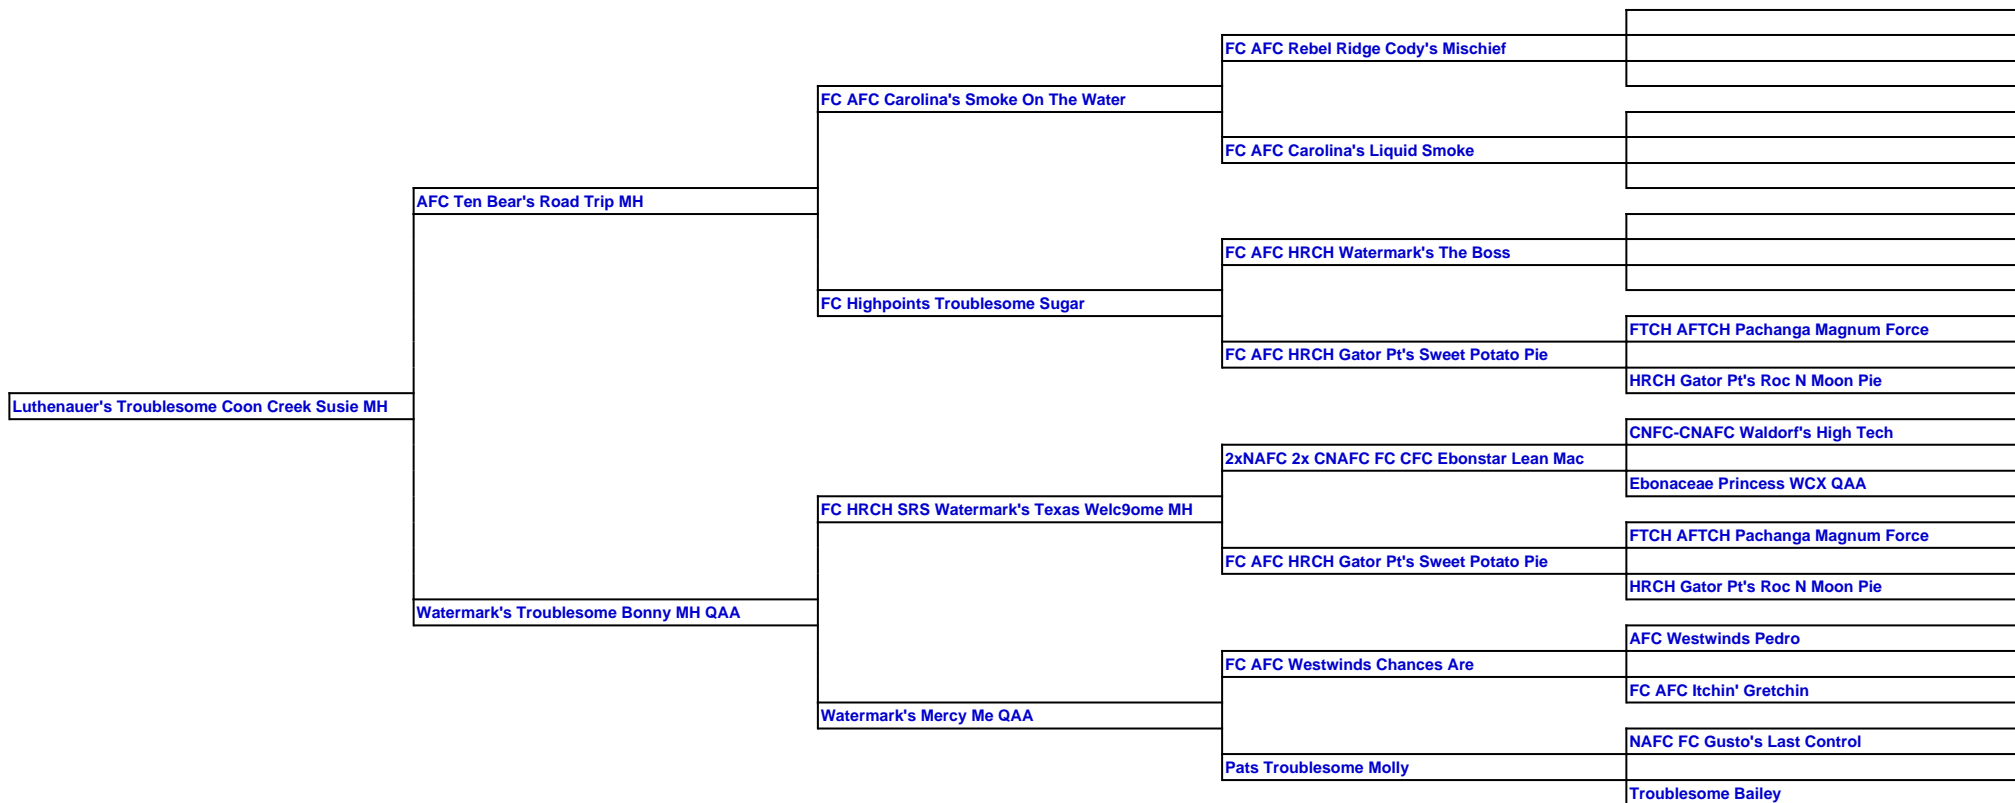 FC AFC Rebel Ridge Cody's Mischief
FC AFC Carolina's Smoke On The Water
FC AFC Carolina's Liquid Smoke
AFC Ten Bear's Road Trip MH
FC AFC HRCH Watermark's The Boss
FC Highpoints Troublesome Sugar
FTCH AFTCH Pachanga Magnum Force
FC AFC HRCH Gator Pt's Sweet Potato Pie
HRCH Gator Pt's Roc N Moon Pie
Luthenauer's Troublesome Coon Creek Susie MH
CNFC-CNAFC Waldorf's High Tech
2xNAFC 2x CNAFC FC CFC Ebonstar Lean Mac
Ebonaceae Princess WCX QAA
FC HRCH SRS Watermark's Texas Welc9ome MH
FTCH AFTCH Pachanga Magnum Force
FC AFC HRCH Gator Pt's Sweet Potato Pie
HRCH Gator Pt's Roc N Moon Pie
Watermark's Troublesome Bonny MH QAA
AFC Westwinds Pedro
FC AFC Westwinds Chances Are
FC AFC Itchin' Gretchin
Watermark's Mercy Me QAA
NAFC FC Gusto's Last Control
Pats Troublesome Molly
Troublesome Bailey